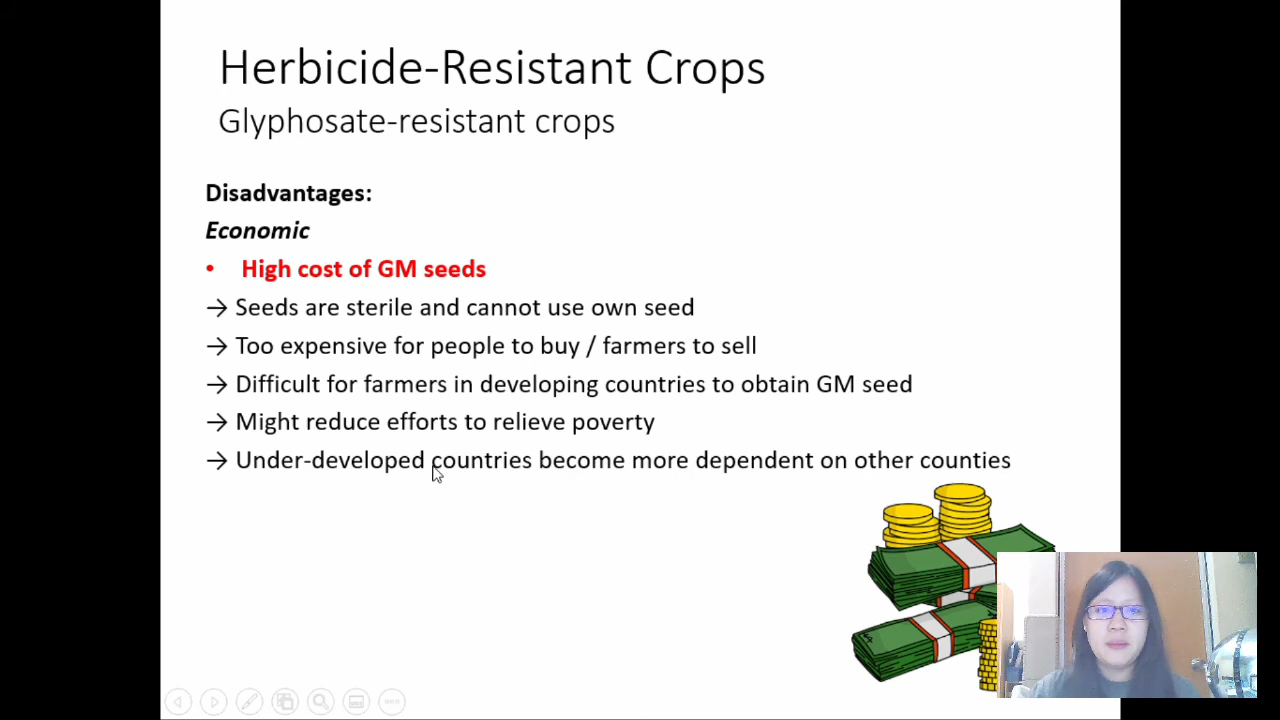 Herbicide-Resistant Crops
Glyphosate-resistant crops
Disadvantages:
Economic
• High cost of GM seeds
→ Seeds are sterile and cannot use own seed
→ Too expensive for people to buy / farmers to sell
→ Difficult for farmers in developing countries to obtain GM seed
→ Might reduce efforts to relieve poverty
→ Under-developed countries become more dependent on other counties